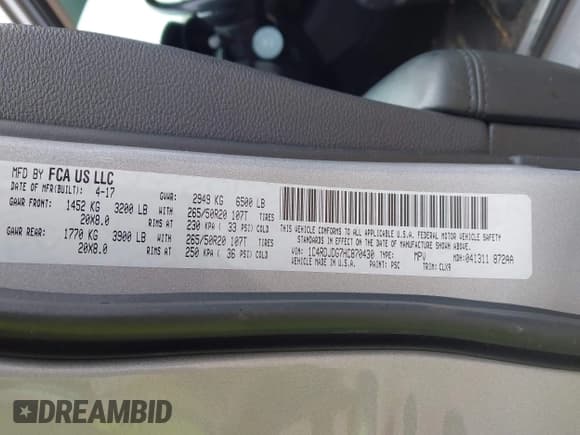 MFD BY FCA US LLC
DATE OF MFR(BUILT): 4-17 GVWR: 2949 KG 6500 LB
GAWR FRONT: 1452 KG 3200 LB WITH 265/50R20 107T TIRES
20X8.0 RIMS AT 230 KPA ( 33 PSI) COLD
GAWR REAR: 1770 KG 3900 LB WITH 265/50R20 107T TIRES
20X8.0 RIMS AT 250 KPA ( 36 PSI) COLD
THIS VEHICLE CONFORMS TO ALL APPLICABLE U.S.A. FEDERAL MOTOR VEHICLE SAFETY
STANDARDS IN EFFECT ON THE DATE OF MANUFACTURE SHOWN ABOVE
VIN: 1C4RDJDG7HC870430 TYPE: MPV MDH: 041311 872AA
MADE IN U.S.A. PAINT: PSC TRIM: CLX9
DREAMBID